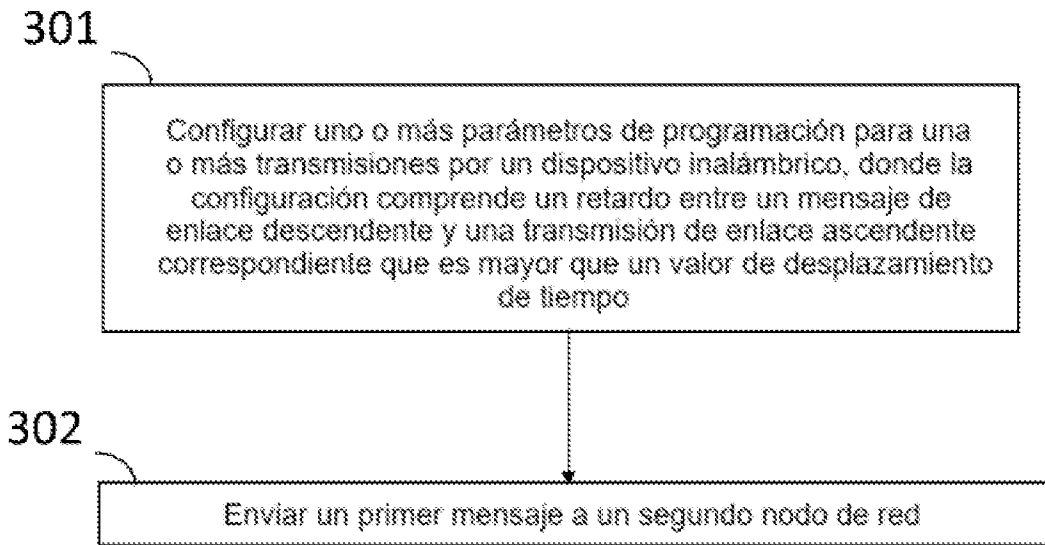 301
Configurar uno o más parámetros de programación para una
o más transmisiones por un dispositivo inalámbrico, donde la
configuración comprende un retardo entre un mensaje de
enlace descendente y una transmisión de enlace ascendente
correspondiente que es mayor que un valor de desplazamiento
de tiempo
302
Enviar un primer mensaje a un segundo nodo de red